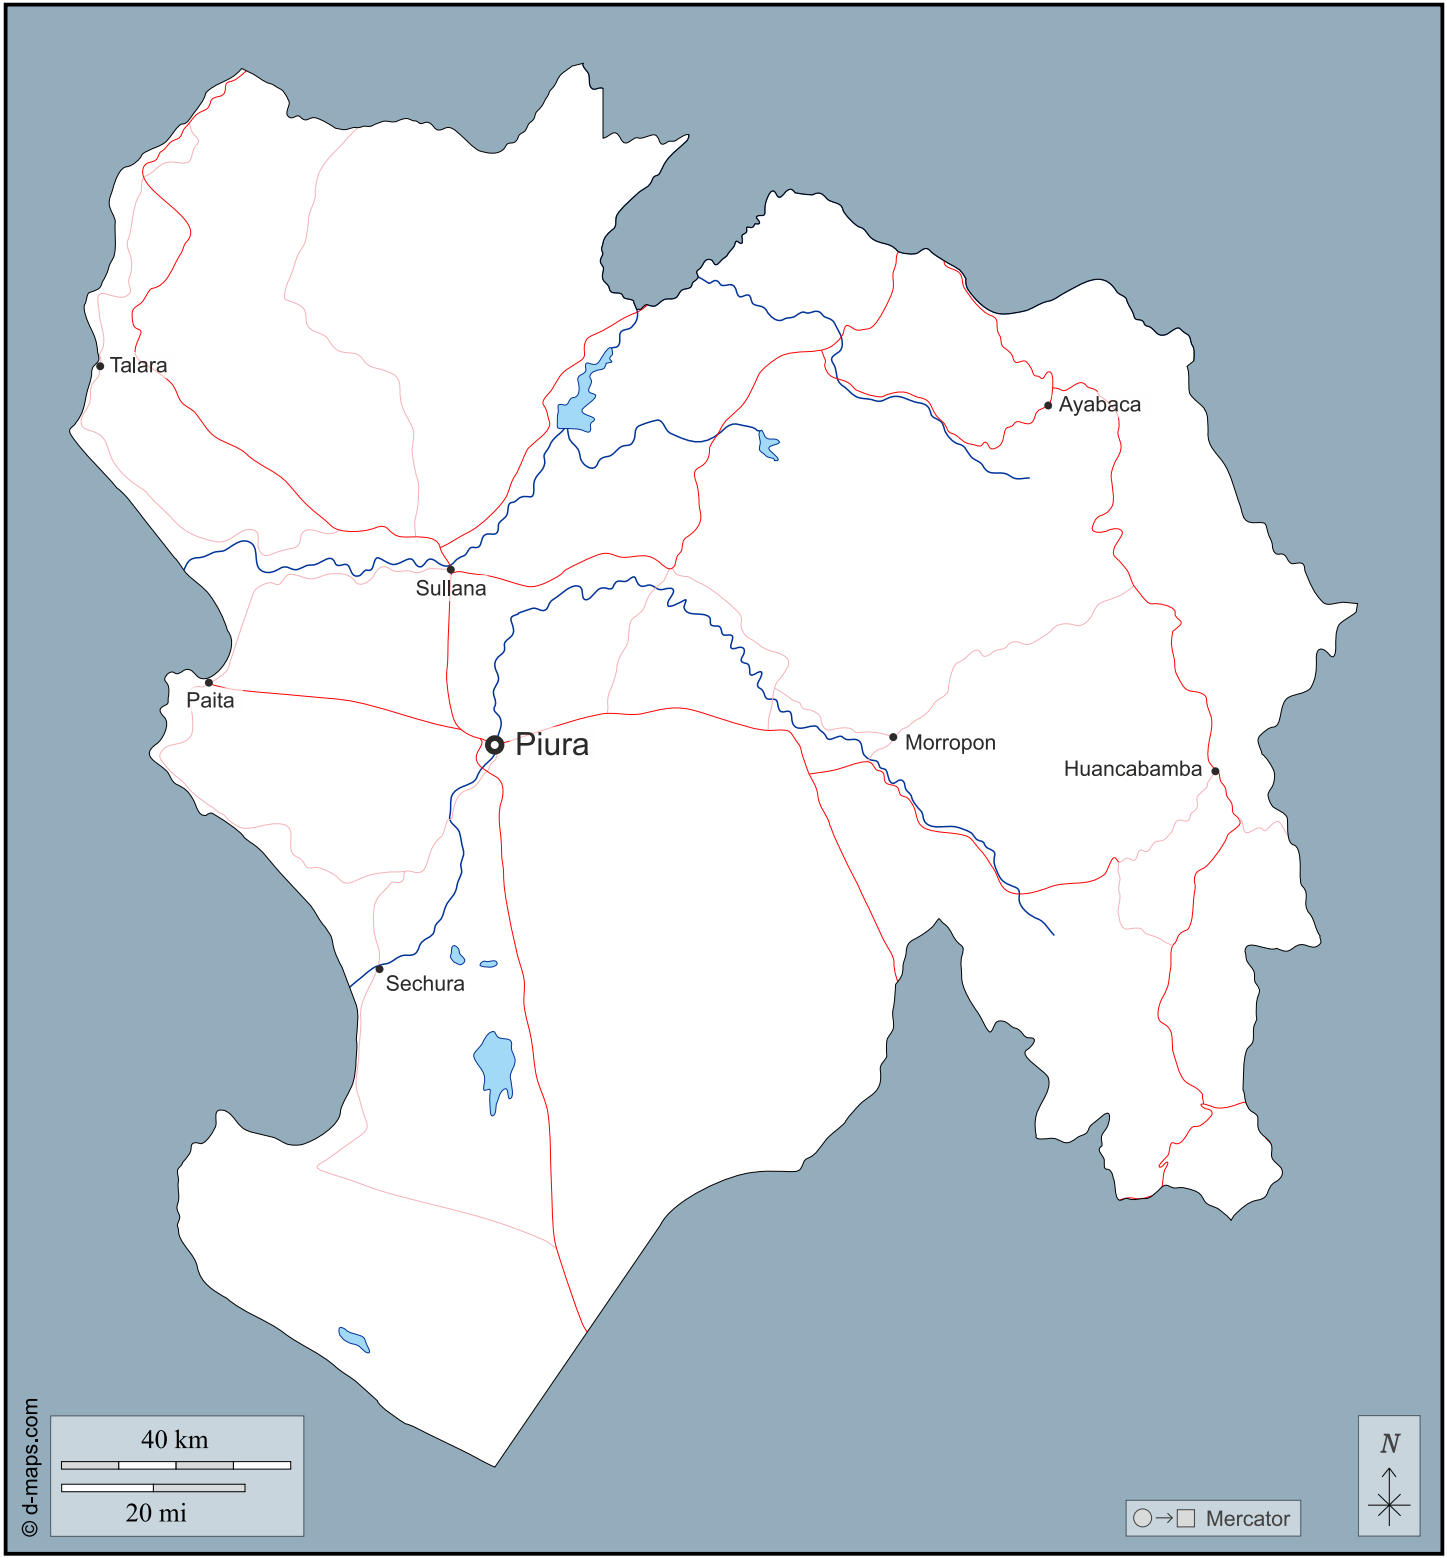 Talara
Ayabaca
Sullana
Paita
Piura
Morropon
Huancabamba
Sechura
40 km
20 mi
© d-maps.com
N
Mercator